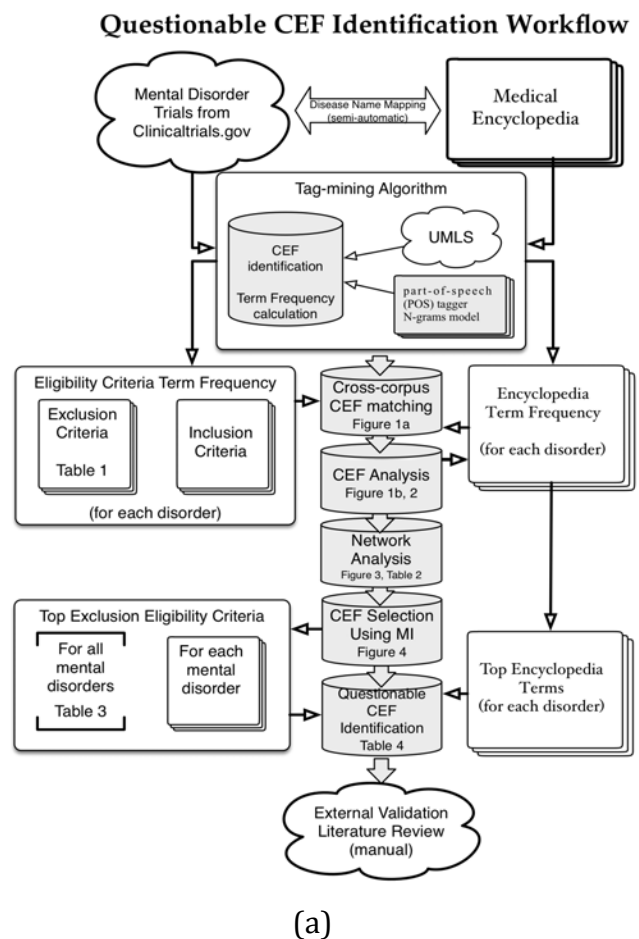 Questionable CEF Identification Workflow
Mental Disorder
Trials from
Clinicaltrials.gov
Disease Name Mapping
(semi-automatic)
Medical
Encyclopedia
Tag-mining Algorithm
CEF
identification
Term Frequency
calculation
UMLS
part-of-speech
(POS) tagger
N-grams model
Eligibility Criteria Term Frequency
Exclusion
Criteria
Table 1
Inclusion
Criteria
(for each disorder)
Cross-corpus
CEF matching
Figure 1a
Encyclopedia
Term Frequency
(for each disorder)
CEF Analysis
Figure 1b, 2
Network
Analysis
Figure 3, Table 2
Top Exclusion Eligibility Criteria
For all
mental
disorders
Table 3
For each
mental
disorder
CEF Selection
Using MI
Figure 4
Questionable
CEF
Identification
Table 4
Top Encyclopedia
Terms
(for each disorder)
External Validation
Literature Review
(manual)
(a)